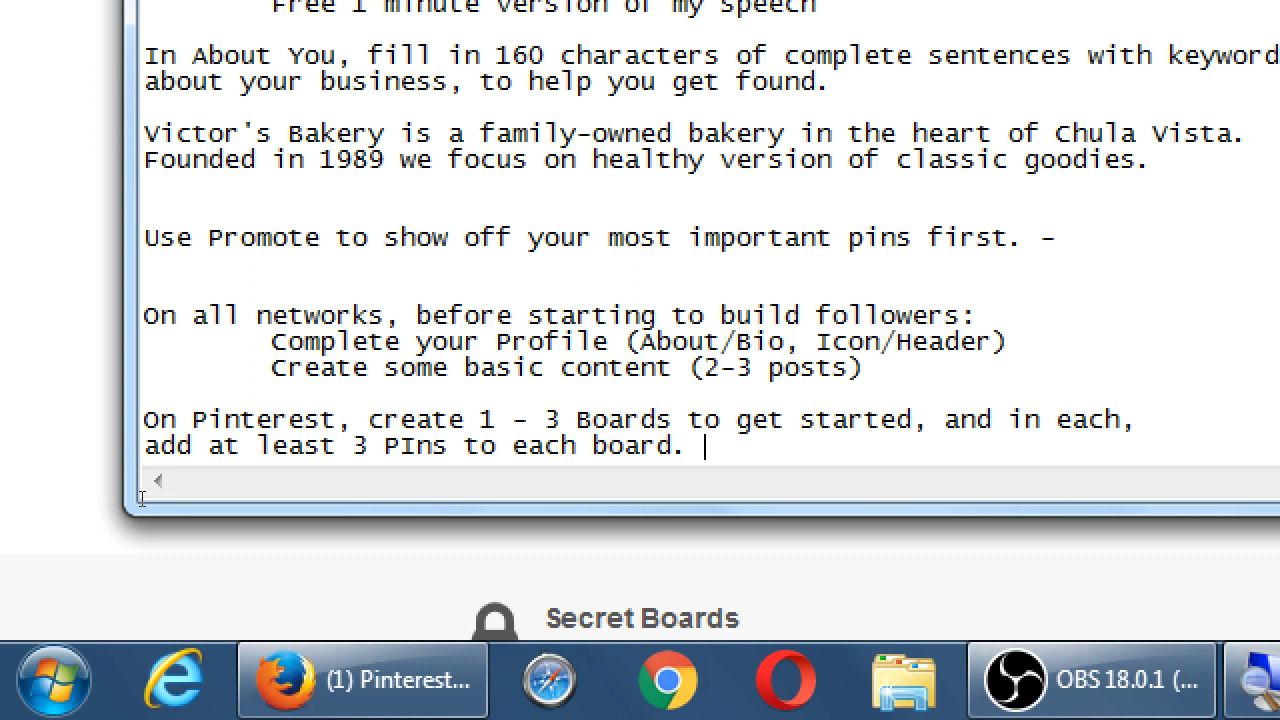 Free 1 minute version of my speech
In About You, fill in 160 characters of complete sentences with keyword
about your business, to help you get found.
Victor's Bakery is a family-owned bakery in the heart of Chula Vista.
Founded in 1989 we focus on healthy version of classic goodies.
Use Promote to show off your most important pins first. -
On all networks, before starting to build followers:
Complete your Profile (About/Bio, Icon/Header)
Create some basic content (2-3 posts)
On Pinterest, create 1 - 3 Boards to get started, and in each,
add at least 3 PIns to each board.
Secret Boards
(1) Pinterest...
OBS 18.0.1 (...